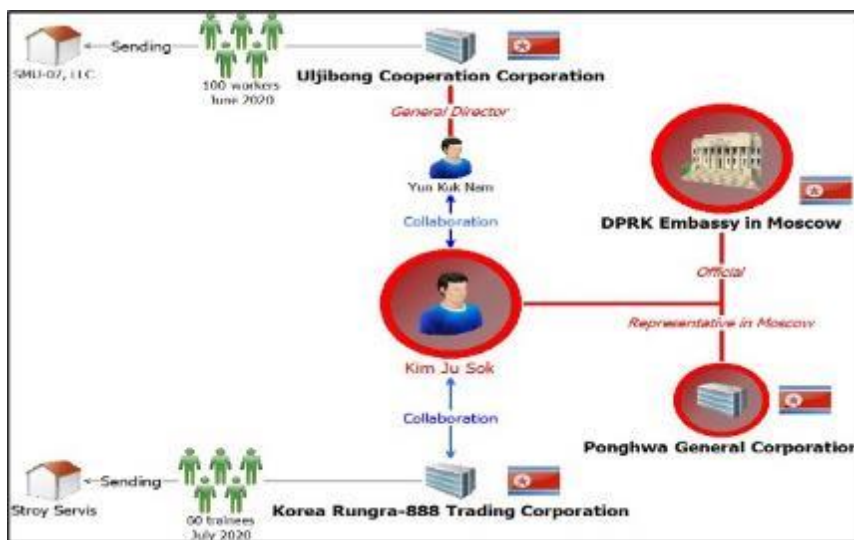 Sending
SMU-07, LLC
100 workers
June 2020
Uljibong Cooperation Corporation
General Director
Yun Kuk Nam
Collaboration
DPRK Embassy in Moscow
Official
Representative in Moscow
Kim Ju Sok
Collaboration
Ponghwa General Corporation
Sending
Stroy Servis
60 trainees
July 2020
Korea Rungra-888 Trading Corporation